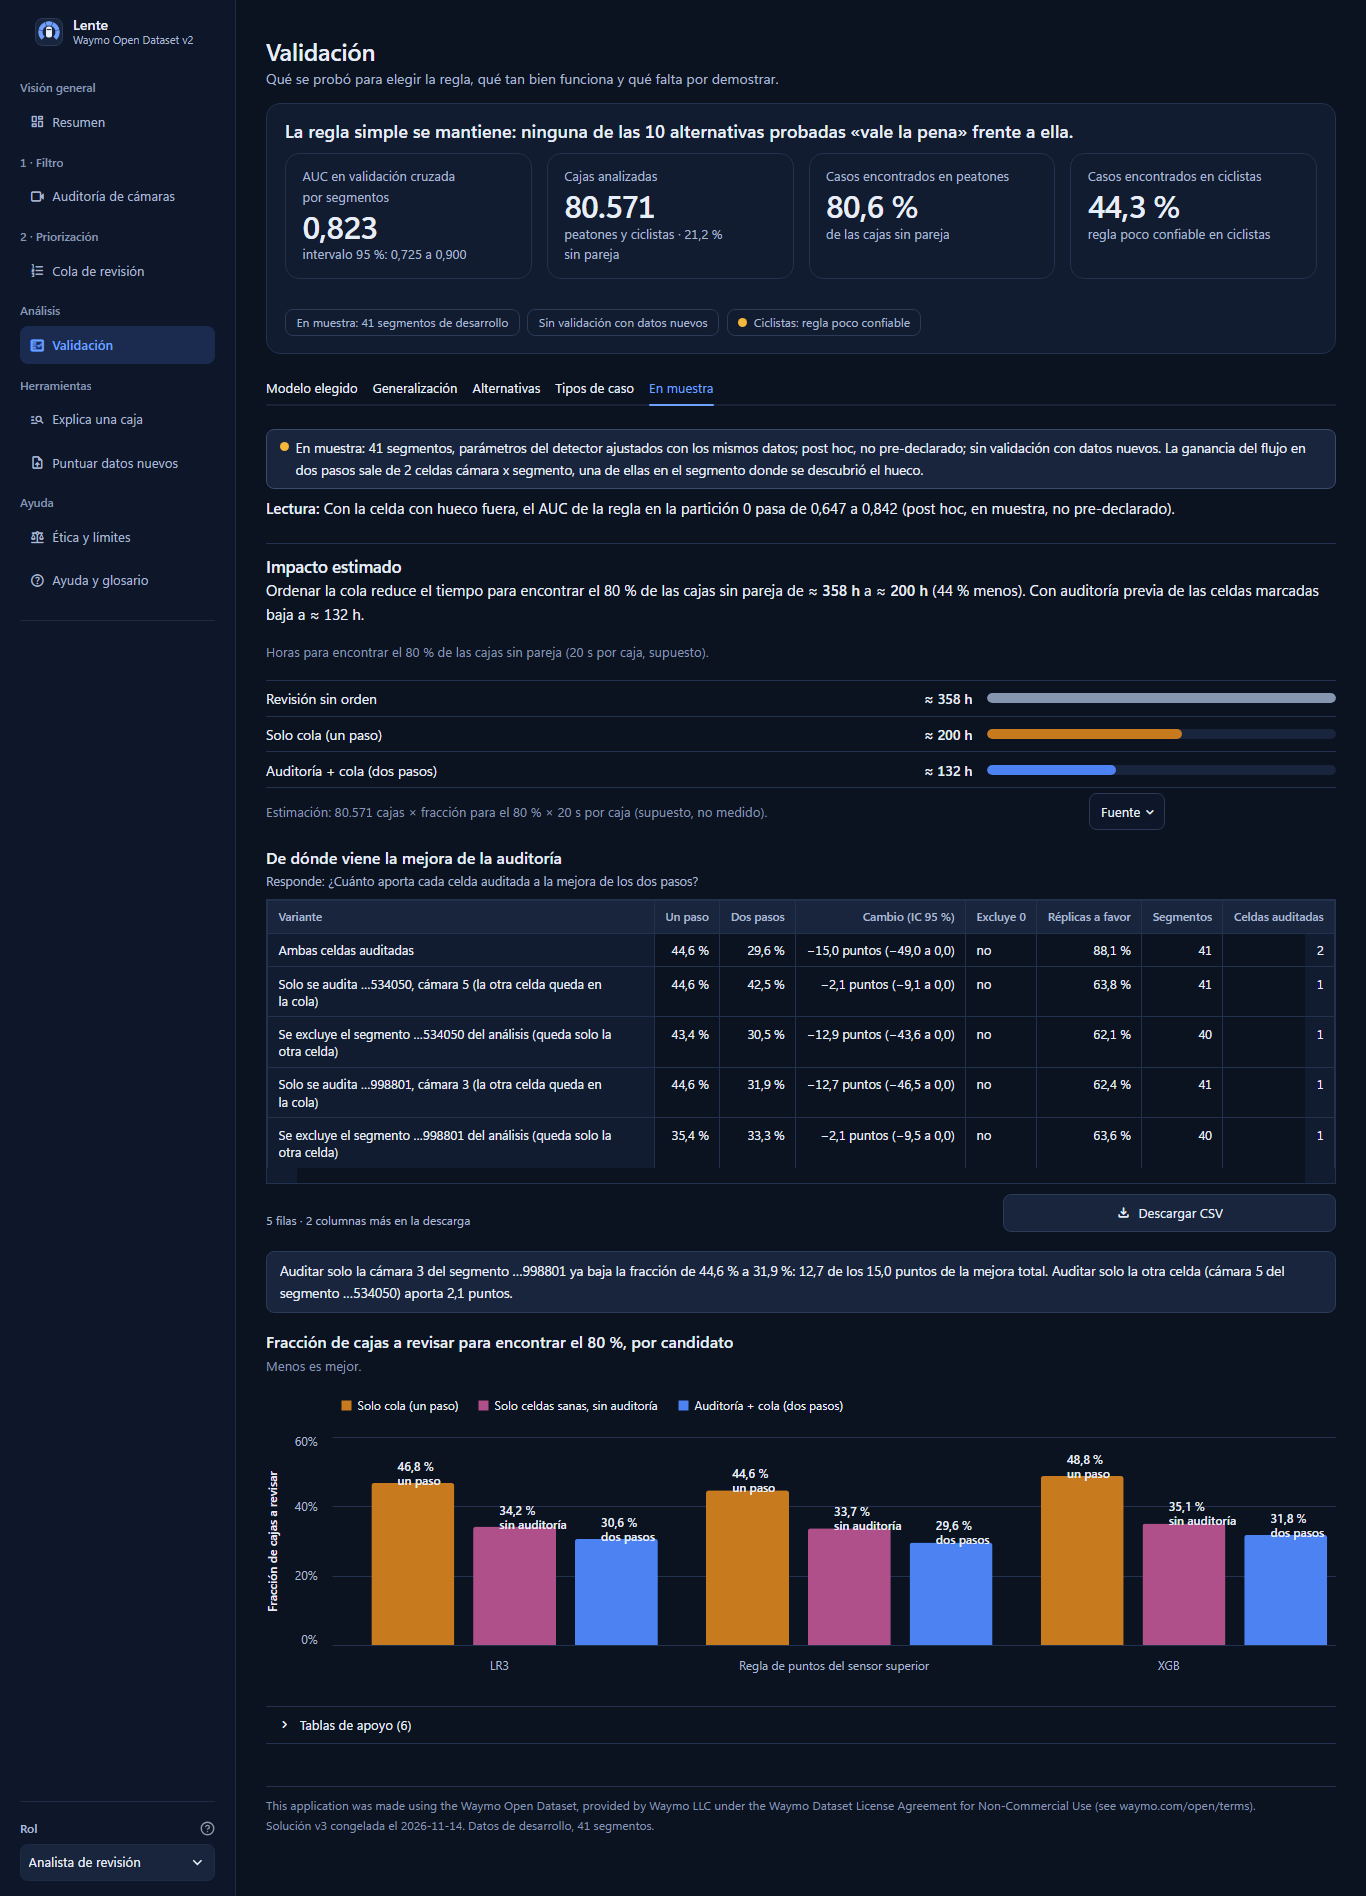 Lente
Waymo Open Dataset v2
Visión general
Resumen
1 · Filtro
Auditoría de cámaras
2 · Priorización
Cola de revisión
Análisis
Validación
Herramientas
Explica una caja
Puntuar datos nuevos
Ayuda
Ética y límites
Ayuda y glosario
Rol
Analista de revisión
Validación
Qué se probó para elegir la regla, qué tan bien funciona y qué falta por demostrar.
La regla simple se mantiene: ninguna de las 10 alternativas probadas «vale la pena» frente a ella.
AUC en validación cruzada
por segmentos
0,823
intervalo 95 %: 0,725 a 0,900
Cajas analizadas
80.571
peatones y ciclistas · 21,2 %
sin pareja
Casos encontrados en peatones
80,6 %
de las cajas sin pareja
Casos encontrados en ciclistas
44,3 %
regla poco confiable en ciclistas
En muestra: 41 segmentos de desarrollo
Sin validación con datos nuevos
Ciclistas: regla poco confiable
Modelo elegido Generalización Alternativas Tipos de caso En muestra
En muestra: 41 segmentos, parámetros del detector ajustados con los mismos datos; post hoc, no pre-declarado; sin validación con datos nuevos. La ganancia del flujo en
dos pasos sale de 2 celdas cámara x segmento, una de ellas en el segmento donde se descubrió el hueco.
Lectura: Con la celda con hueco fuera, el AUC de la regla en la partición 0 pasa de 0,647 a 0,842 (post hoc, en muestra, no pre-declarado).
Impacto estimado
Ordenar la cola reduce el tiempo para encontrar el 80 % de las cajas sin pareja de ≈ 358 h a ≈ 200 h (44 % menos). Con auditoría previa de las celdas marcadas
baja a ≈ 132 h.
Horas para encontrar el 80 % de las cajas sin pareja (20 s por caja, supuesto).
Revisión sin orden ≈ 358 h
Solo cola (un paso) ≈ 200 h
Auditoría + cola (dos pasos) ≈ 132 h
Estimación: 80.571 cajas × fracción para el 80 % × 20 s por caja (supuesto, no medido).
Fuente
De dónde viene la mejora de la auditoría
Responde: ¿Cuánto aporta cada celda auditada a la mejora de los dos pasos?
Variante Un paso Dos pasos Cambio (IC 95 %) Excluye 0 Réplicas a favor Segmentos Celdas auditadas
Ambas celdas auditadas 44,6 % 29,6 % −15,0 puntos (−49,0 a 0,0) no 88,1 % 41 2
Solo se audita …534050, cámara 5 (la otra celda queda en
la cola) 44,6 % 42,5 % −2,1 puntos (−9,1 a 0,0) no 63,8 % 41 1
Se excluye el segmento …534050 del análisis (queda solo la
otra celda) 43,4 % 30,5 % −12,9 puntos (−43,6 a 0,0) no 62,1 % 40 1
Solo se audita …998801, cámara 3 (la otra celda queda en
la cola) 44,6 % 31,9 % −12,7 puntos (−46,5 a 0,0) no 62,4 % 41 1
Se excluye el segmento …998801 del análisis (queda solo la
otra celda) 35,4 % 33,3 % −2,1 puntos (−9,5 a 0,0) no 63,6 % 40 1
5 filas · 2 columnas más en la descarga
Descargar CSV
Auditar solo la cámara 3 del segmento …998801 ya baja la fracción de 44,6 % a 31,9 %: 12,7 de los 15,0 puntos de la mejora total. Auditar solo la otra celda (cámara 5 del
segmento …534050) aporta 2,1 puntos.
Fracción de cajas a revisar para encontrar el 80 %, por candidato
Menos es mejor.
Solo cola (un paso) Solo celdas sanas, sin auditoría Auditoría + cola (dos pasos)
Fracción de cajas a revisar
60%
40%
20%
0%
46,8 %
un paso
34,2 %
sin auditoría
30,6 %
dos pasos
44,6 %
un paso
33,7 %
sin auditoría
29,6 %
dos pasos
48,8 %
un paso
35,1 %
sin auditoría
31,8 %
dos pasos
LR3 Regla de puntos del sensor superior XGB
Tablas de apoyo (6)
This application was made using the Waymo Open Dataset, provided by Waymo LLC under the Waymo Dataset License Agreement for Non-Commercial Use (see waymo.com/open/terms).
Solución v3 congelada el 2026-11-14. Datos de desarrollo, 41 segmentos.